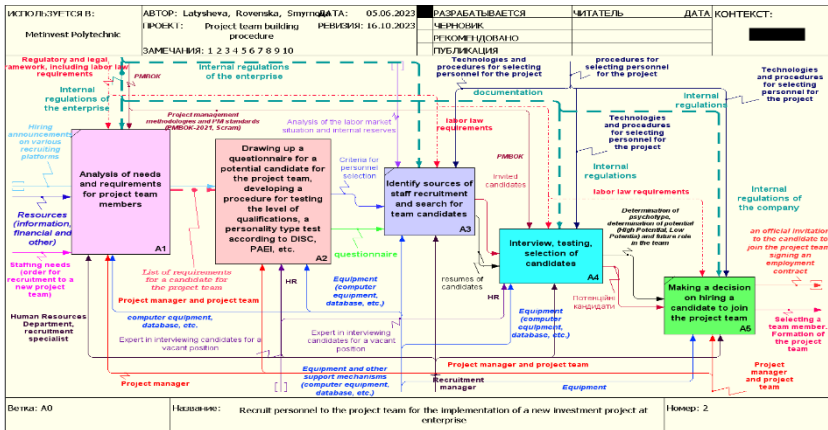 ИСПОЛЬЗУЕТСЯ В:
Metinvest Polytechnic
АВТОР: Latysheva, Rovenska, Smyrnova
ДАТА: 05.06.2023
ПРОЕКТ: Project team building
procedure
РЕВИЗИЯ: 16.10.2023
ЗАМЕЧАНИЯ: 1 2 3 4 5 6 7 8 9 10
РАЗРАБАТЫВАЕТСЯ
ЧЕРНОВИК
РЕКОМЕНДОВАНО
ПУБЛИКАЦИЯ
ЧИТАТЕЛЬ
ДАТА
КОНТЕКСТ:
Regulatory and legal
framework, including labor law
requirements
Internal
regulations
of the enterprise
PMBOK
Internal regulations
of the enterprise
Project management
methodologies and PM standards
(PMBOK-2021, Scram)
Analysis of the labor market
situation and internal reserves
Technologies and
procedures for selecting
personnel for the project
documentation
labor law
requirements
procedures for
selecting personnel
for the project
Technologies and
procedures for selecting
personnel for the
project
Internal
regulations
Technologies and
procedures for
selecting personnel
for the project
Hiring
announcements
on various
recruiting
platforms
Resources
(information,
financial and
other)
Staffing needs
(order for
recruitment to a
new project
team)
Analysis of needs
and requirements
for project team
members
A1
Drawing up a
questionnaire for a
potential candidate for
the project team,
developing a
procedure for testing
the level of
qualifications, a
personality type test
according to DISC,
PAEI, etc.
A2
Criteria for
personnel
selection
questionnaire
Identify sources of
staff recruitment
and search for
team candidates
A3
PMBOK
Invited
candidates
Internal
regulations
labor law requirements
Interview, testing,
selection of
candidates
A4
Determination of
psychotype,
determination of potential
(High Potential, Low
Potential) and future role
in the team
Internal
regulations of
the company
an official invitation
to the candidate to
join the project team,
signing an
employment
contract
List of requirements
for a candidate for
the project team
resumes of
candidates
Потенційні
кандидати
Making a decision
on hiring a
candidate to join
the project team
A5
Selecting a
team member.
Formation of
the project
team
Project manager and project team
HR
Equipment
(computer
equipment,
database, etc.)
HR
Equipment
(computer
equipment,
database, etc.)
Human Resources
Department,
recruitment
specialist
computer equipment,
database, etc.
Expert in interviewing candidates for a
vacant position
Expert in interviewing
candidates for a vacant
position
Equipment and other
support mechanisms
(computer equipment,
database, etc.)
Project manager
Project manager and project team
Recruitment
manager
Equipment
Project
manager and
project team
Ветка: A0
Название: Recruit personnel to the project team for the implementation of a new investment project at
enterprise
Номер: 2